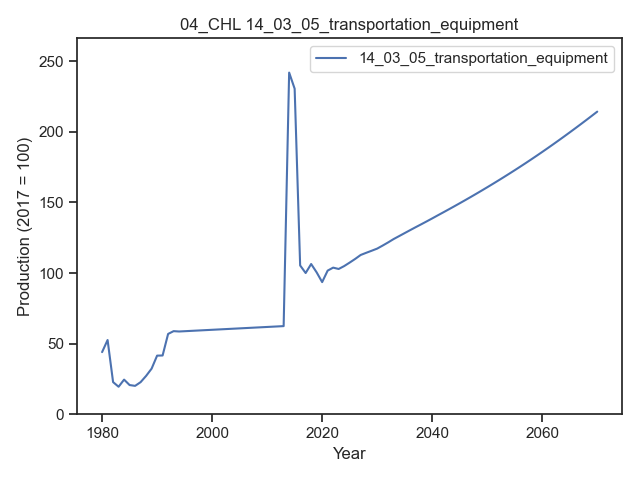 04_CHL 14_03_05_transportation_equipment
14_03_05_transportation_equipment
250
200
150
100
50
0
Production (2017 = 100)
1980
2000
2020
2040
2060
Year